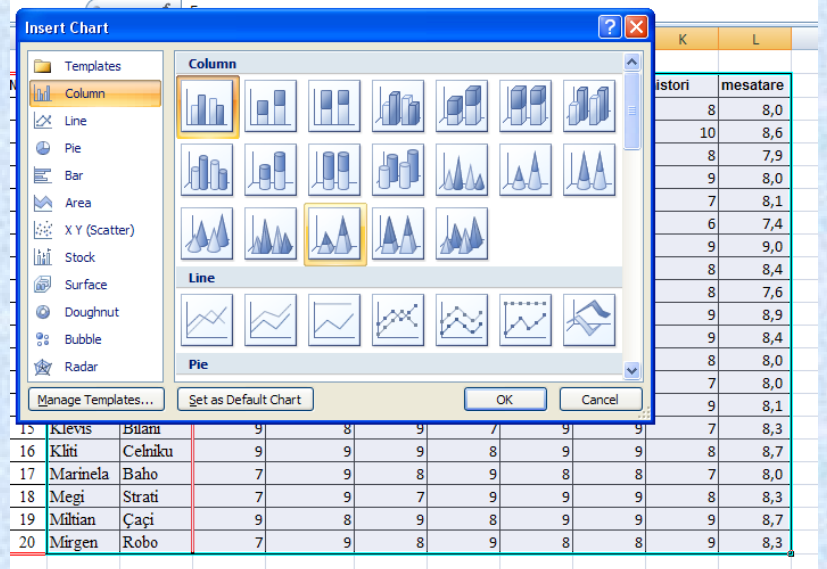 Insert Chart
K L
Templates
Column
Line
Pie
Bar
Area
X Y (Scatter)
Stock
Surface
Doughnut
Bubble
Radar
Column
Line
Pie
Manage Templates...
Set as Default Chart
OK
Cancel
istori mesatare
8 8,0
10 8,6
8 7,9
9 8,0
7 8,1
6 7,4
9 9,0
8 8,4
8 7,6
9 8,9
9 8,4
8 8,0
7 8,0
9 8,1
15 Klevis Bilani 9 8 9 7 9 9 7 8,3
16 Kliti Celniku 9 9 9 8 9 9 8 8,7
17 Marinela Baho 7 9 8 9 8 8 7 8,0
18 Megi Strati 7 9 7 9 9 9 8 8,3
19 Miltian Çaçi 9 8 9 8 9 9 9 8,7
20 Mirgen Robo 7 9 8 9 8 8 9 8,3